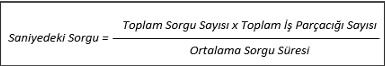 Saniyedeki Sorgu = Toplam Sorgu Sayısı x Toplam İş Parçacığı Sayısı
Ortalama Sorgu Süresi